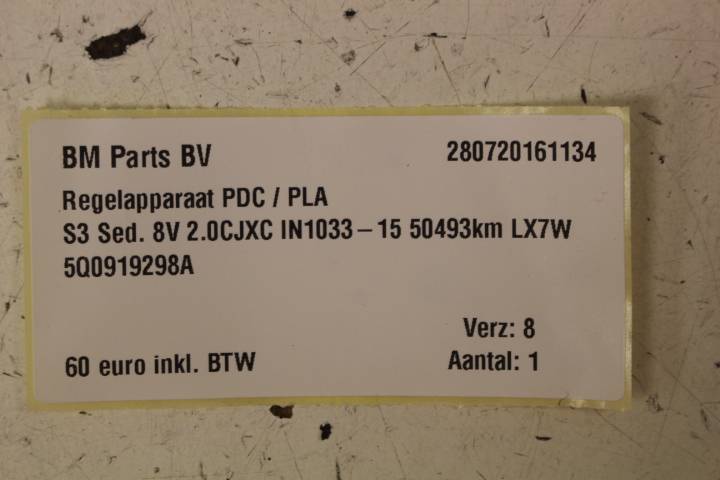 BM Parts BV 280720161134
Regelapparaat PDC / PLA
S3 Sed. 8V 2.0CJXC IN1033-15 50493km LX7W
5Q0919298A
Verz: 8
60 euro inkl. BTW Aantal: 1